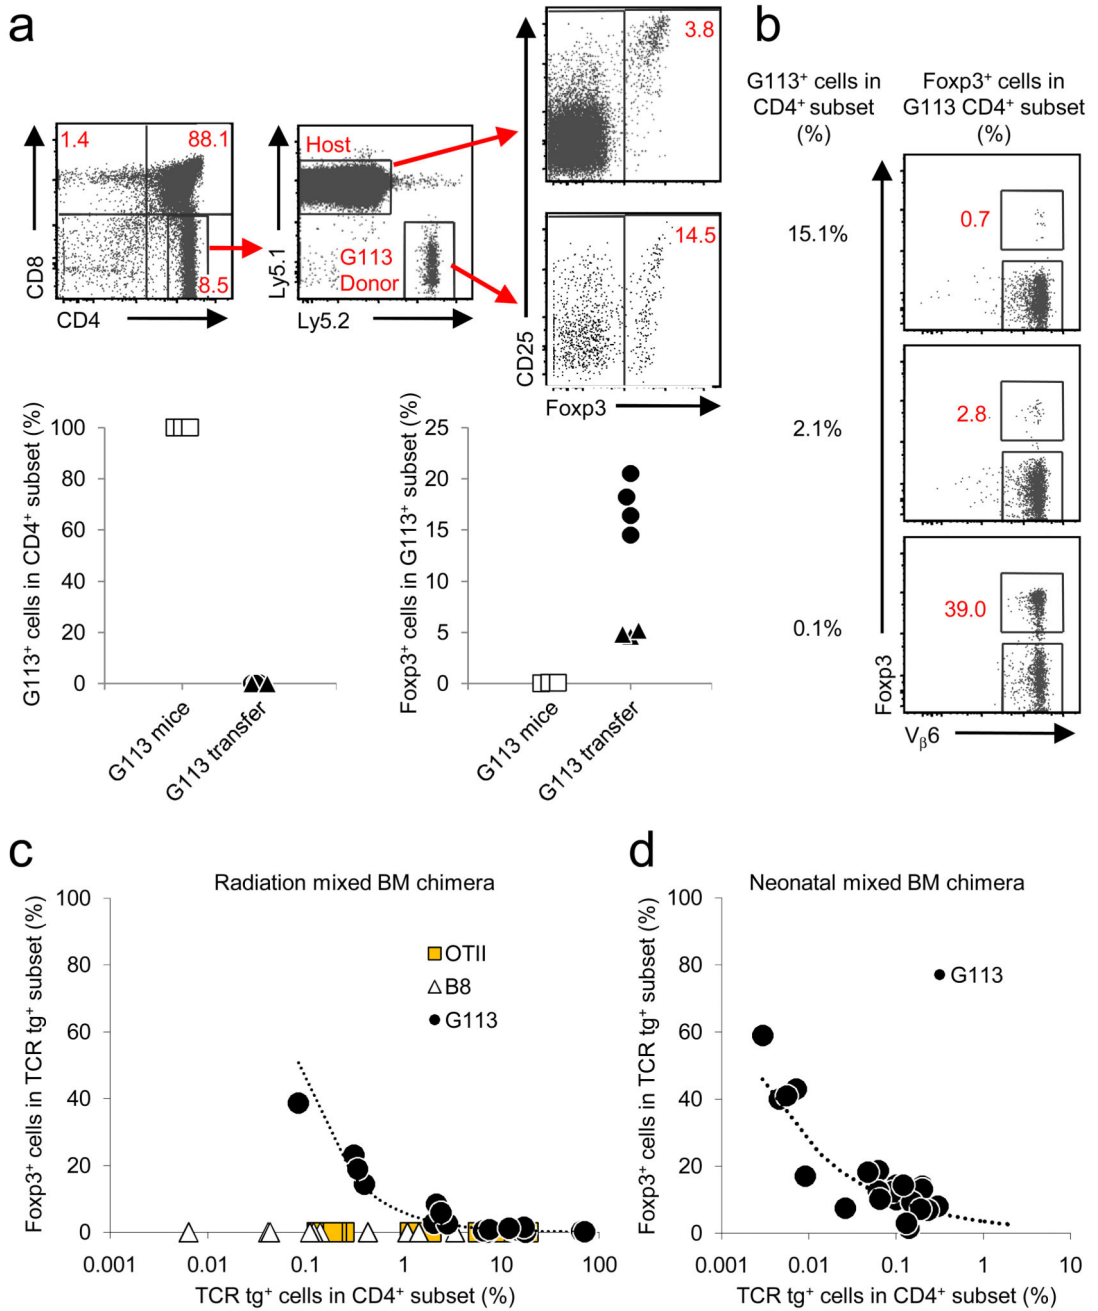 a
1.4
88.1
8.5
CD8
CD4
Host
G113
Donor
Ly5.1
Ly5.2
3.8
14.5
CD25
Foxp3
G113⁺ cells in CD4⁺ subset (%)
100
80
60
40
20
0
G113 mice
G113 transfer
Foxp3⁺ cells in G113⁺ subset (%)
25
20
15
10
5
0
G113 mice
G113 transfer
b
G113⁺ cells in
CD4⁺ subset
(%)
Foxp3⁺ cells in
G113 CD4⁺ subset
(%)
15.1%
0.7
2.1%
2.8
0.1%
39.0
Foxp3
Vβ6
c
Radiation mixed BM chimera
Foxp3⁺ cells in TCR tg⁺ subset (%)
100
80
60
40
20
0
OTII
B8
G113
0.001
0.01
0.1
1
10
100
TCR tg⁺ cells in CD4⁺ subset (%)
d
Neonatal mixed BM chimera
Foxp3⁺ cells in TCR tg⁺ subset (%)
100
80
60
40
20
0
G113
0.001
0.01
0.1
1
10
TCR tg⁺ cells in CD4⁺ subset (%)